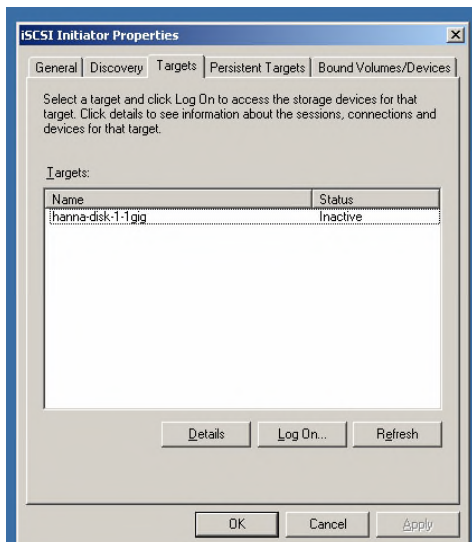 iSCSI Initiator Properties
General Discovery Targets Persistent Targets Bound Volumes/Devices
Select a target and click Log On to access the storage devices for that
target. Click details to see information about the sessions, connections and
devices for that target.
Targets:
Name Status
hanna-disk-1-1gig Inactive
Details Log On... Refresh
OK Cancel Apply